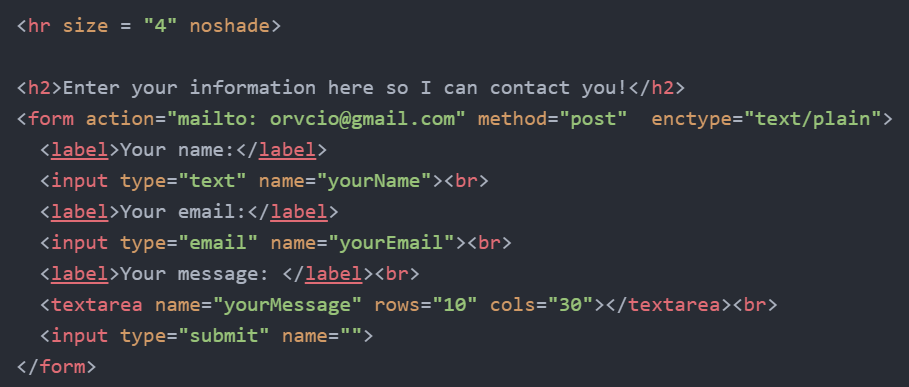 <hr size = "4" noshade>
<h2>Enter your information here so I can contact you!</h2>
<form action="mailto: orvcio@gmail.com" method="post"  enctype="text/plain">
  <label>Your name:</label>
  <input type="text" name="yourName"><br>
  <label>Your email:</label>
  <input type="email" name="yourEmail"><br>
  <label>Your message: </label><br>
  <textarea name="yourMessage" rows="10" cols="30"></textarea><br>
  <input type="submit" name="">
</form>